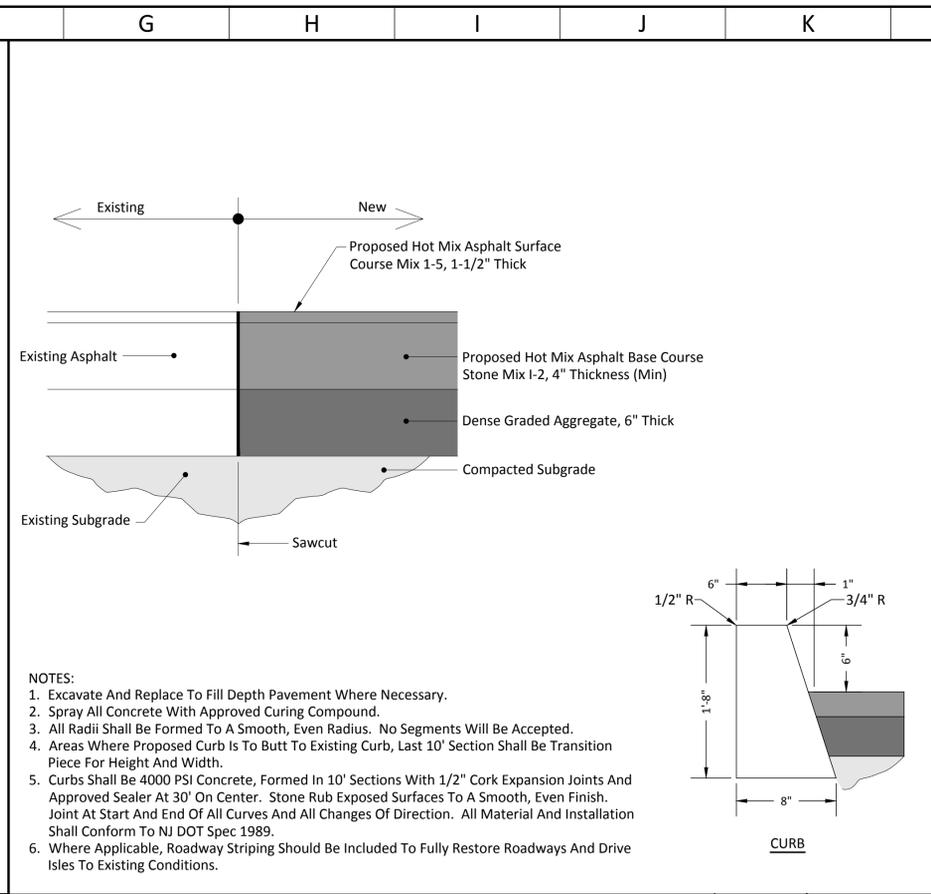 G H I J K
Existing New
Proposed Hot Mix Asphalt Surface
Course Mix 1-5, 1-1/2" Thick
Existing Asphalt
Proposed Hot Mix Asphalt Base Course
Stone Mix I-2, 4" Thickness (Min)
Dense Graded Aggregate, 6" Thick
Compacted Subgrade
Existing Subgrade
Sawcut
6" 1"
1/2" R 3/4" R
6"
1'-8"
8"
CURB
NOTES:
1. Excavate And Replace To Fill Depth Pavement Where Necessary.
2. Spray All Concrete With Approved Curing Compound.
3. All Radii Shall Be Formed To A Smooth, Even Radius. No Segments Will Be Accepted.
4. Areas Where Proposed Curb Is To Butt To Existing Curb, Last 10' Section Shall Be Transition
Piece For Height And Width.
5. Curbs Shall Be 4000 PSI Concrete, Formed In 10' Sections With 1/2" Cork Expansion Joints And
Approved Sealer At 30' On Center. Stone Rub Exposed Surfaces To A Smooth, Even Finish.
Joint At Start And End Of All Curves And All Changes Of Direction. All Material And Installation
Shall Conform To NJ DOT Spec 1989.
6. Where Applicable, Roadway Striping Should Be Included To Fully Restore Roadways And Drive
Isles To Existing Conditions.